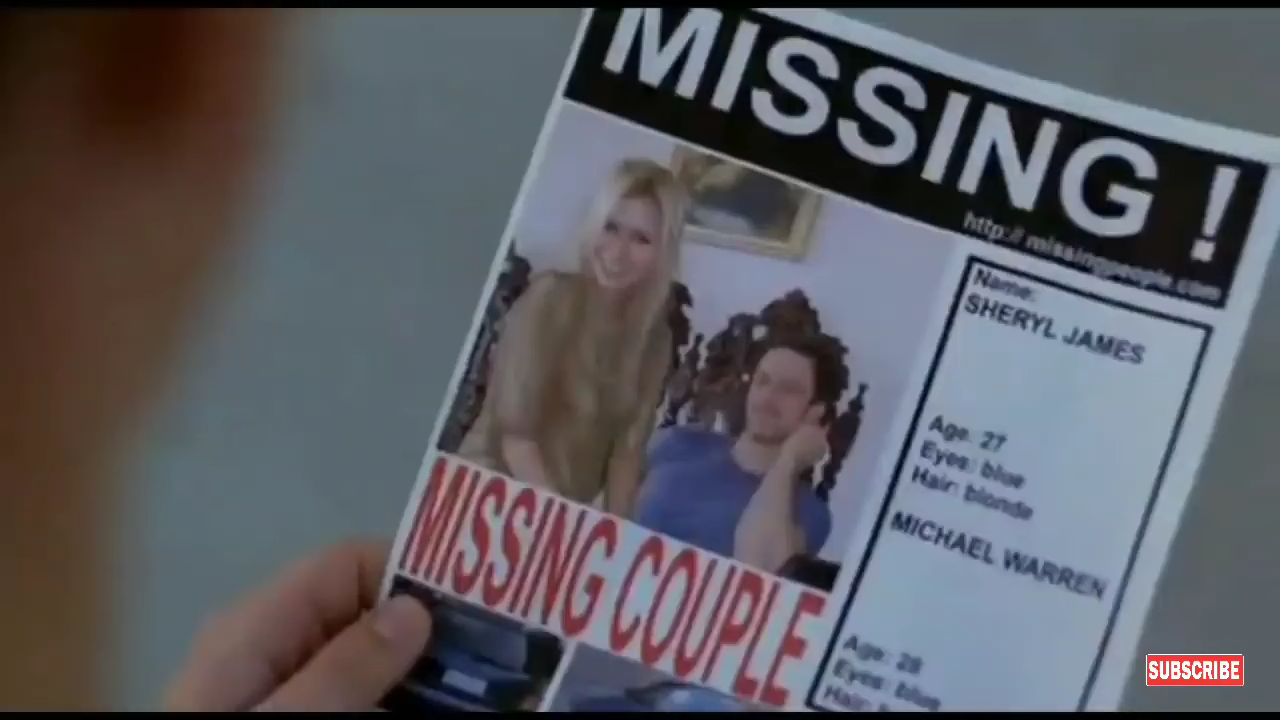 MISSING !
http:// missingpeople.com
Name:
SHERYL JAMES
Age: 27
Eyes: blue
Hair: blonde
MICHAEL WARREN
Age: 28
Eyes: blue
Hair:
MISSING COUPLE
SUBSCRIBE